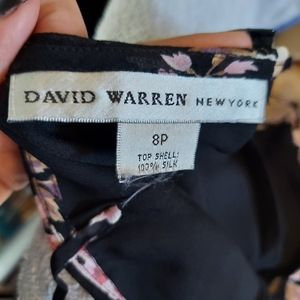 DAVID WARREN NEW YORK
8P
TOP SHELL:
100% SILK